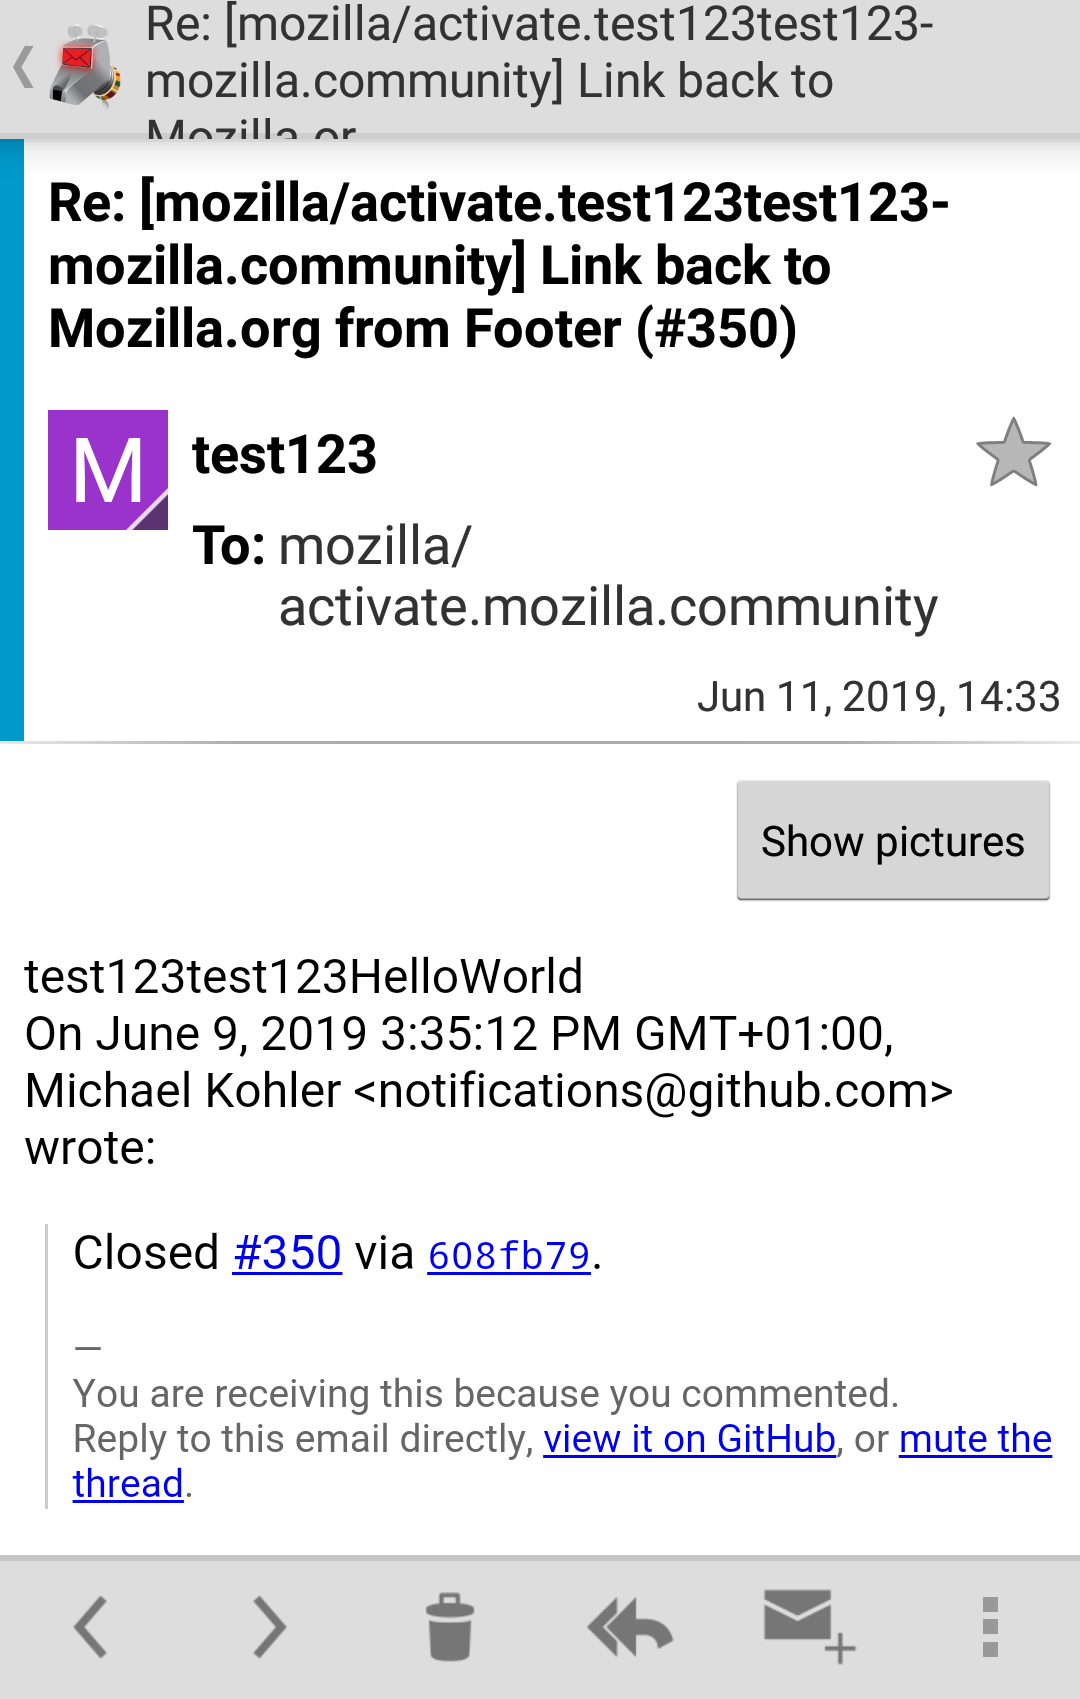 Re: [mozilla/activate.test123test123-
mozilla.community] Link back to
Mozilla.or
Re: [mozilla/activate.test123test123-
mozilla.community] Link back to
Mozilla.org from Footer (#350)
M
test123
To: mozilla/
activate.mozilla.community
Jun 11, 2019, 14:33
Show pictures
test123test123HelloWorld
On June 9, 2019 3:35:12 PM GMT+01:00,
Michael Kohler <notifications@github.com>
wrote:
Closed #350 via 608fb79.
—
You are receiving this because you commented.
Reply to this email directly, view it on GitHub, or mute the
thread.